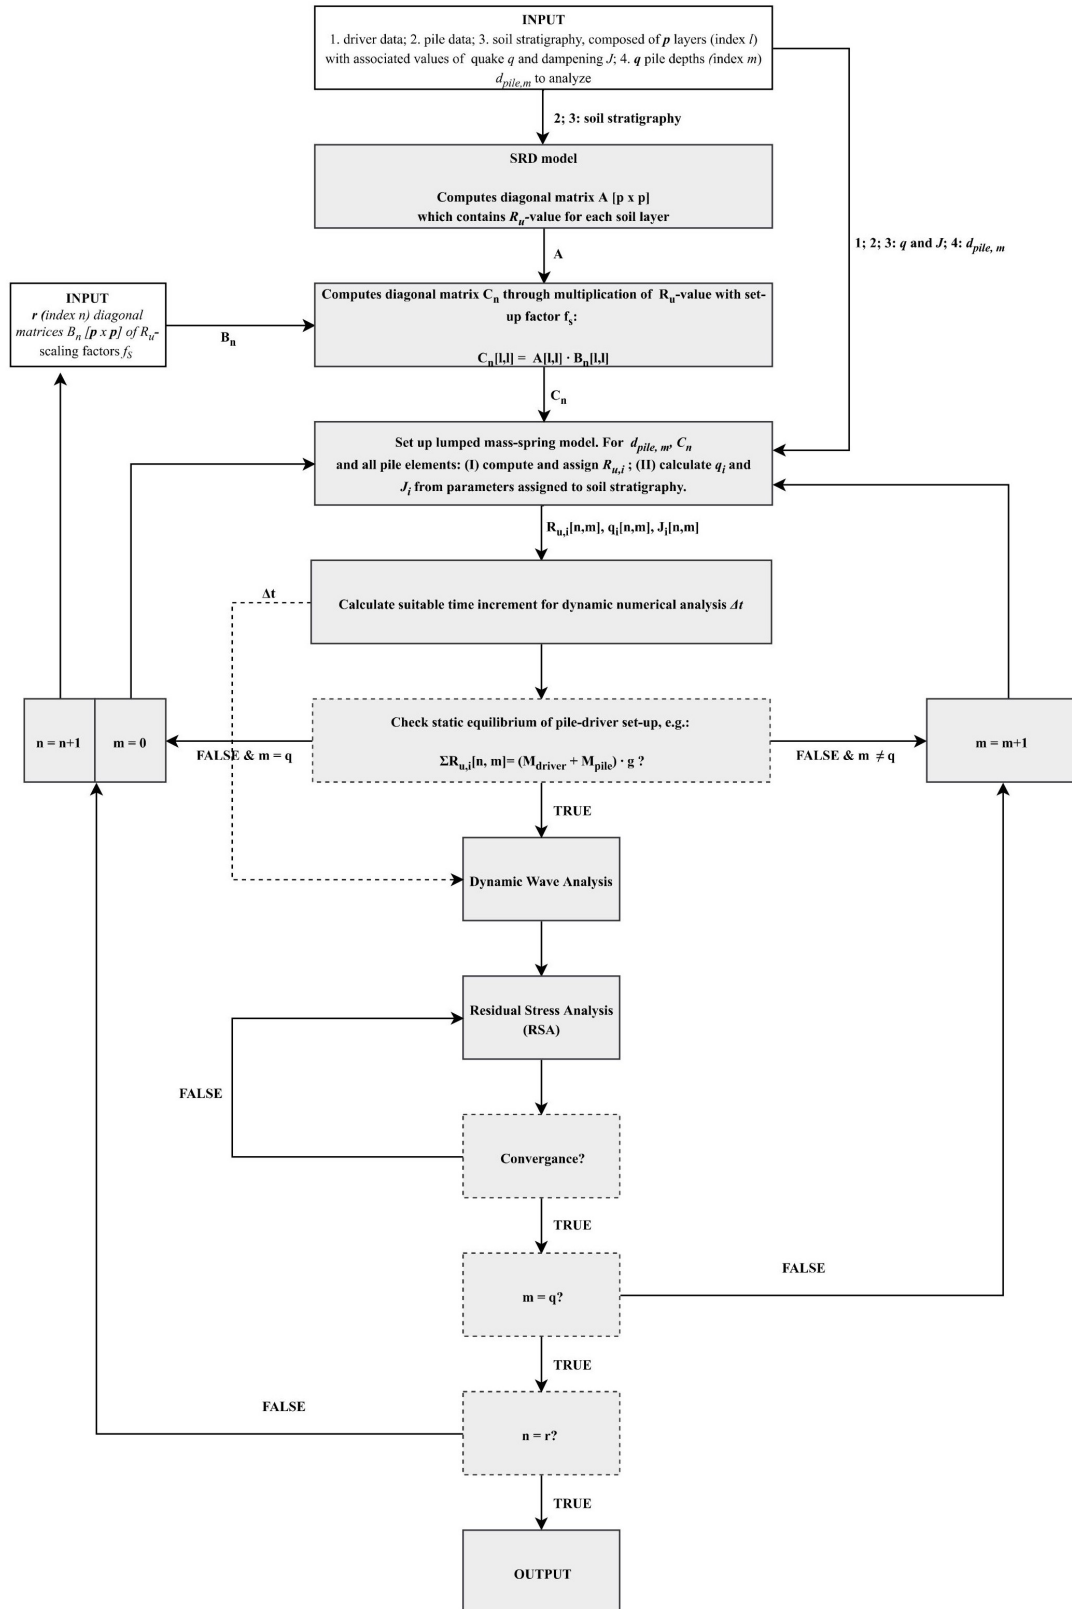 INPUT
1. driver data; 2. pile data; 3. soil stratigraphy, composed of p layers (index l)
with associated values of quake q and dampening J; 4. q pile depths (index m)
d_pile,m to analyze
2; 3: soil stratigraphy
SRD model
Computes diagonal matrix A [p x p]
which contains R_u-value for each soil layer
1; 2; 3: q and J; 4: d_pile, m
A
INPUT
r (index n) diagonal
matrices B_n [p x p] of R_u-
scaling factors f_S
B_n
Computes diagonal matrix C_n through multiplication of R_u-value with set-
up factor f_s:
C_n[l,l] = A[l,l] · B_n[l,l]
C_n
Set up lumped mass-spring model. For d_pile, m, C_n
and all pile elements: (I) compute and assign R_u,i ; (II) calculate q_i and
J_i from parameters assigned to soil stratigraphy.
R_u,i[n,m], q_i[n,m], J_i[n,m]
Δt
Calculate suitable time increment for dynamic numerical analysis Δt
n = n+1
m = 0
FALSE & m = q
Check static equilibrium of pile-driver set-up, e.g.:
ΣR_u,i[n, m]= (M_driver + M_pile) · g ?
FALSE & m ≠ q
m = m+1
TRUE
Dynamic Wave Analysis
Residual Stress Analysis
(RSA)
FALSE
Convergance?
TRUE
m = q?
FALSE
TRUE
FALSE
n = r?
TRUE
OUTPUT